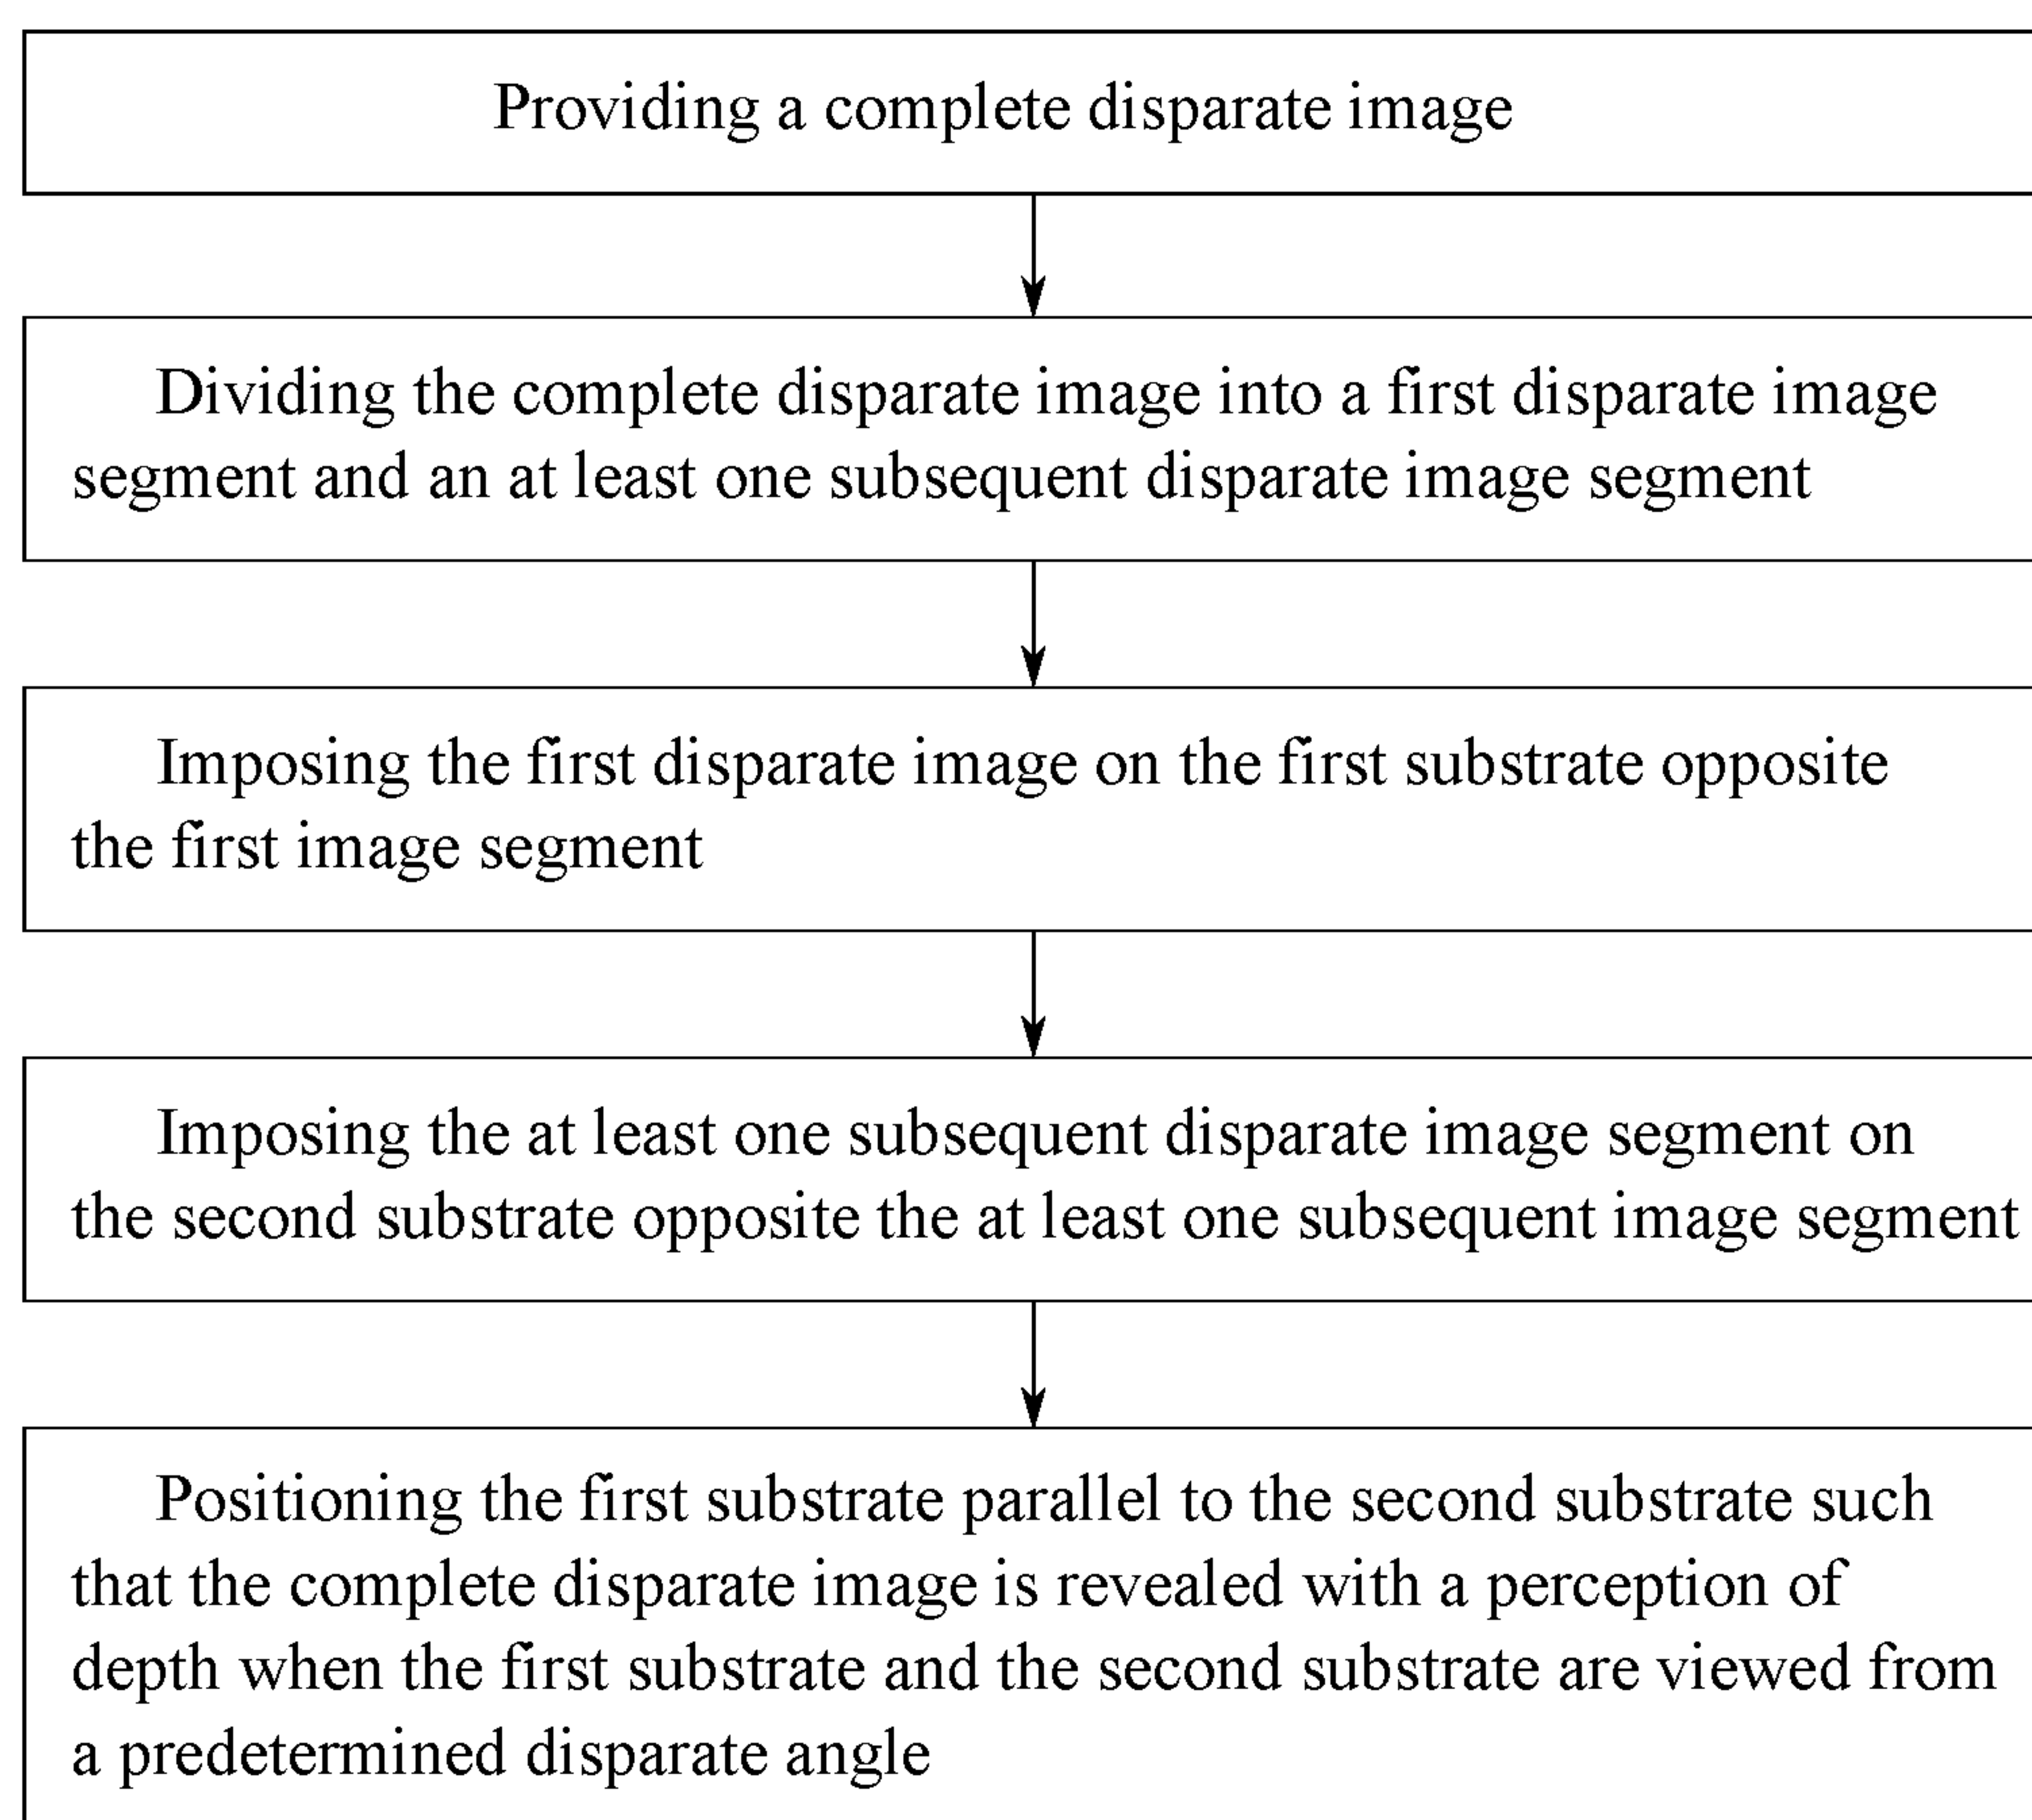 Providing a complete disparate image
Dividing the complete disparate image into a first disparate image
segment and an at least one subsequent disparate image segment
Imposing the first disparate image on the first substrate opposite
the first image segment
Imposing the at least one subsequent disparate image segment on
the second substrate opposite the at least one subsequent image segment
Positioning the first substrate parallel to the second substrate such
that the complete disparate image is revealed with a perception of
depth when the first substrate and the second substrate are viewed from
a predetermined disparate angle